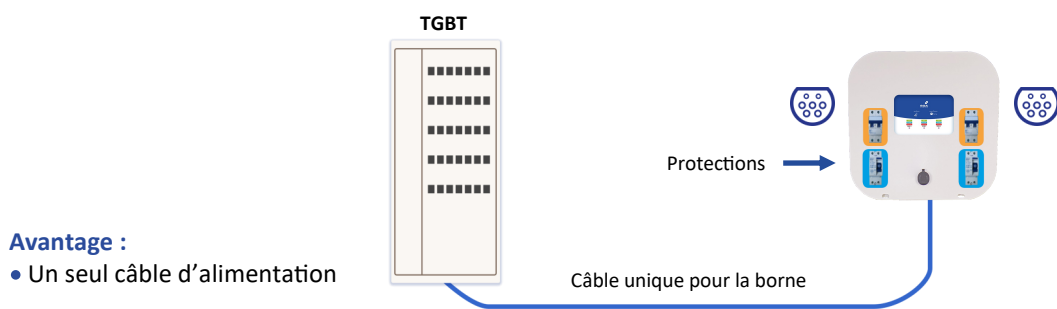 TGBT
Protections
Avantage :
• Un seul câble d’alimentation
Câble unique pour la borne